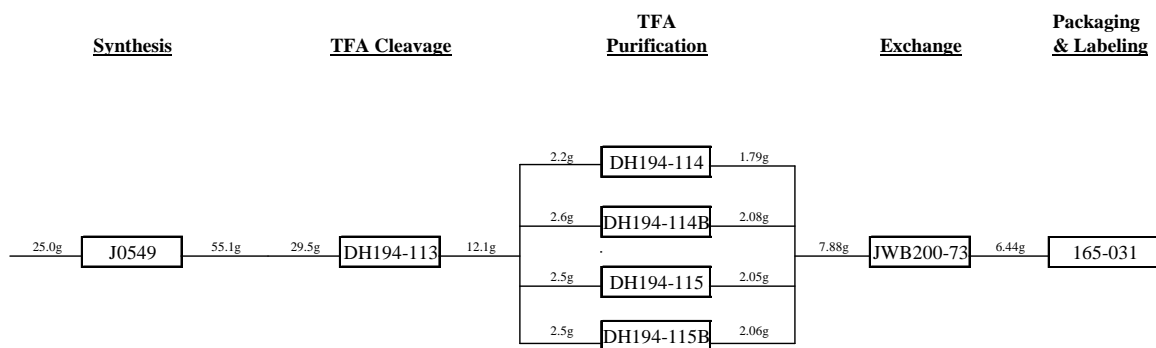 Synthesis
TFA Cleavage
TFA
Purification
Exchange
Packaging
& Labeling
25.0g
J0549
55.1g
29.5g
DH194-113
12.1g
2.2g
DH194-114
1.79g
2.6g
DH194-114B
2.08g
2.5g
DH194-115
2.05g
2.5g
DH194-115B
2.06g
7.88g
JWB200-73
6.44g
165-031